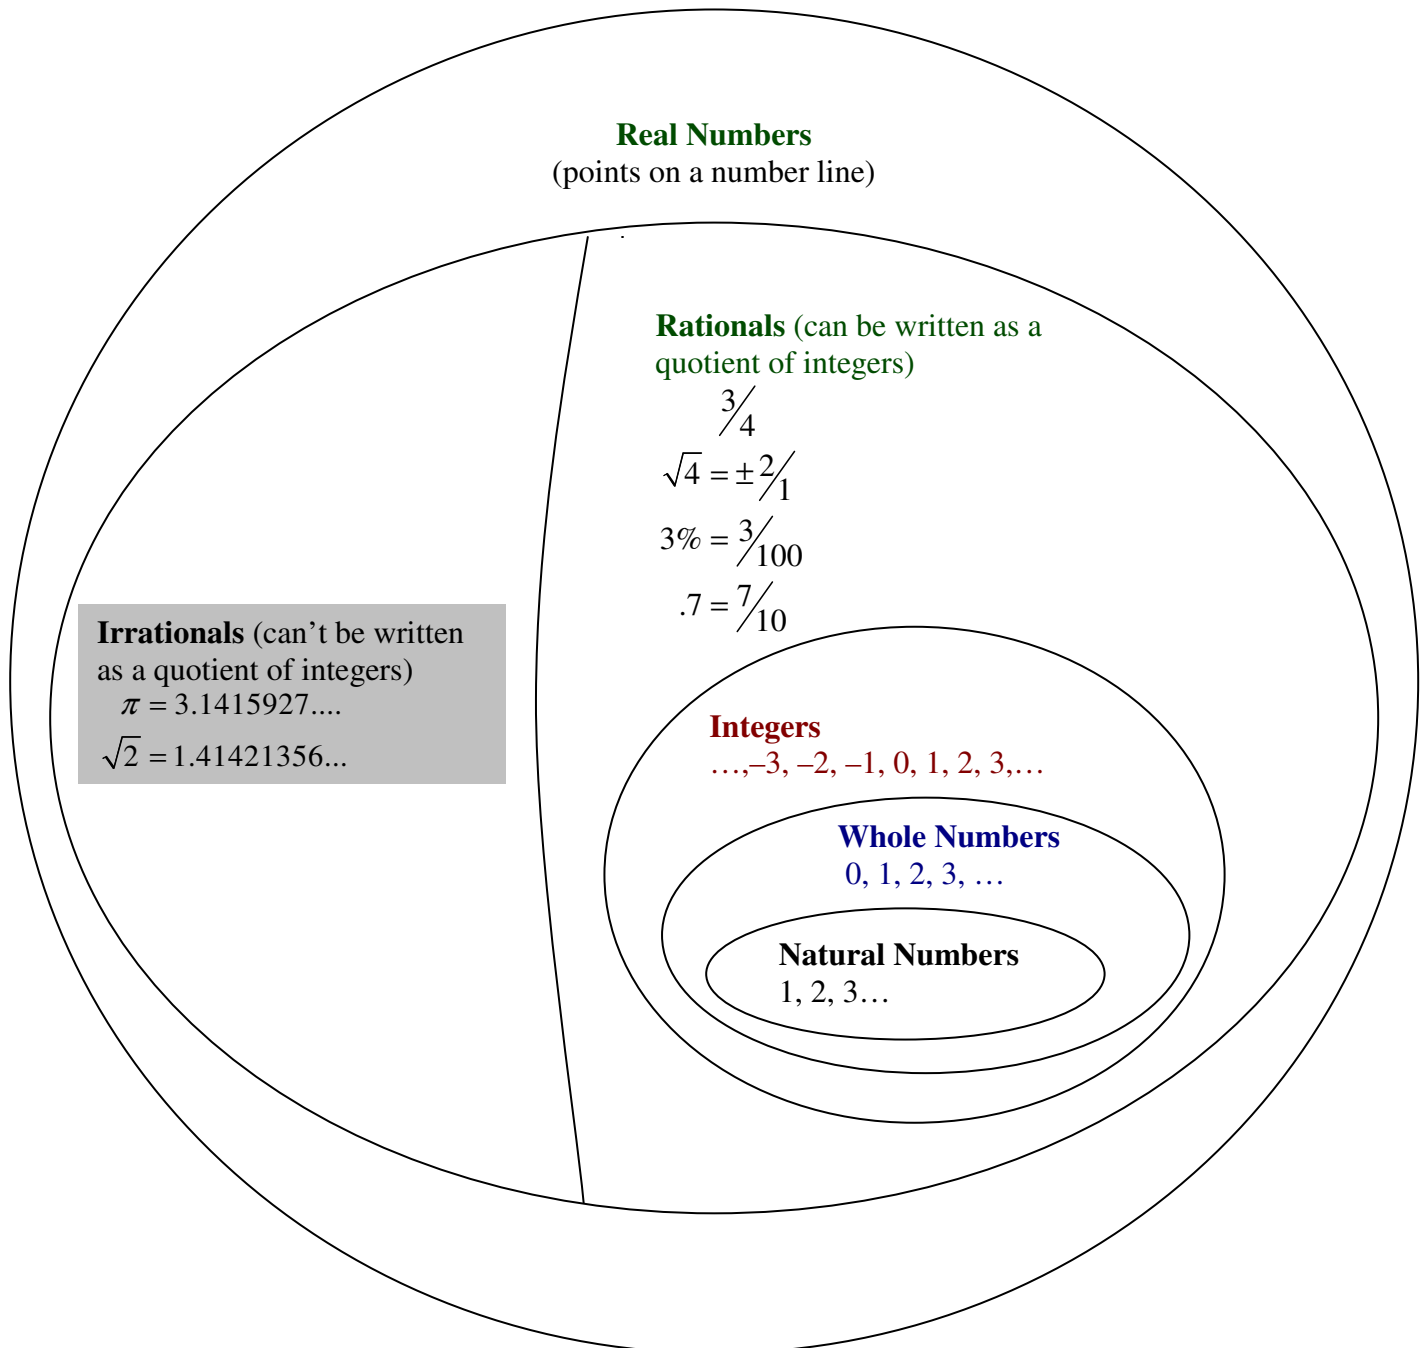 Real Numbers
(points on a number line)
Rationals (can be written as a
quotient of integers)
3/4
√4 = ±2/1
3% = 3/100
.7 = 7/10
Irrationals (can’t be written
as a quotient of integers)
π = 3.1415927....
√2 = 1.41421356...
Integers
…,–3, –2, –1, 0, 1, 2, 3,…
Whole Numbers
0, 1, 2, 3, …
Natural Numbers
1, 2, 3…